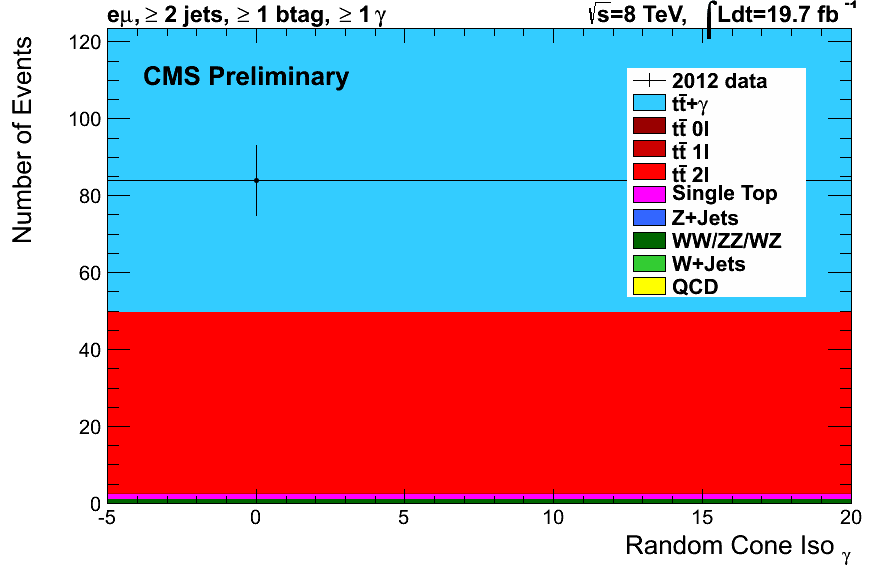 eμ, ≥ 2 jets, ≥ 1 btag, ≥ 1 γ
√s=8 TeV, ∫Ldt=19.7 fb⁻¹
Number of Events
CMS Preliminary
2012 data
tt̄+γ
tt̄ 0l
tt̄ 1l
tt̄ 2l
Single Top
Z+Jets
WW/ZZ/WZ
W+Jets
QCD
120
100
80
60
40
20
0
-5 0 5 10 15 20
Random Cone Iso γ